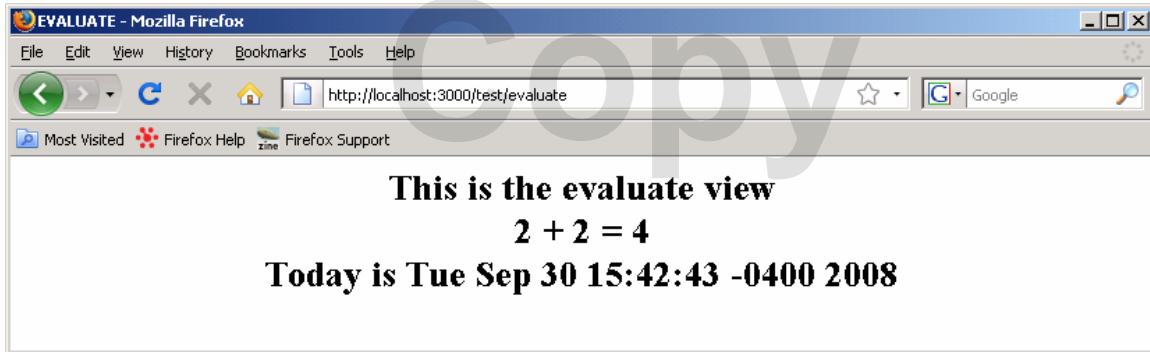 EVALUATE - Mozilla Firefox
File Edit View History Bookmarks Tools Help
http://localhost:3000/test/evaluate
G Google
Most Visited Firefox Help zine Firefox Support
Copy
This is the evaluate view
2 + 2 = 4
Today is Tue Sep 30 15:42:43 -0400 2008